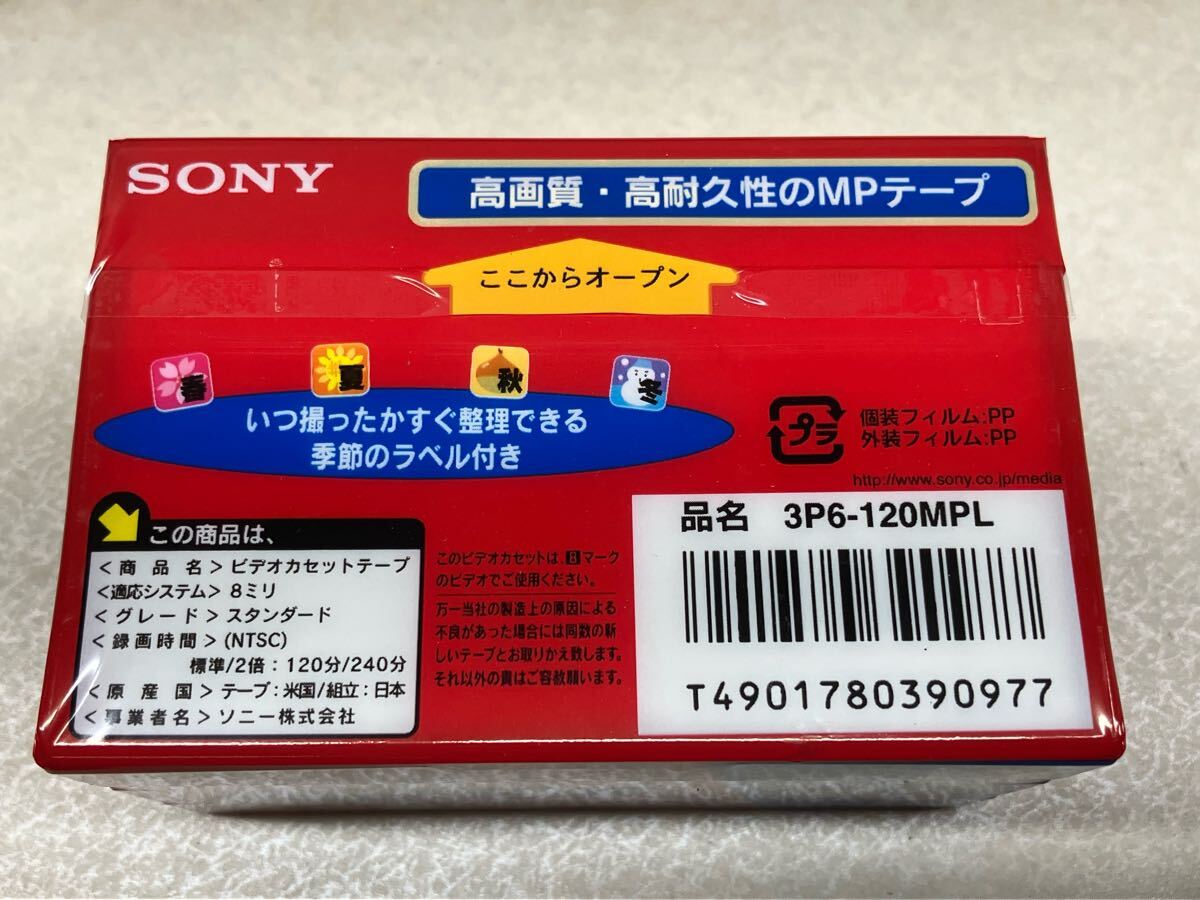 SONY
高画質・高耐久性のMPテープ
ここからオープン
春 夏 秋 冬
いつ撮ったかすぐ整理できる
季節のラベル付き
プラ
個装フィルム:PP
外装フィルム:PP
http://www.sony.co.jp/media
この商品は、
<商品名>ビデオカセットテープ
<適応システム>8ミリ
<グレード>スタンダード
<録画時間>(NTSC)
標準/2倍:120分/240分
<原産国>テープ:米国/組立:日本
<事業者名>ソニー株式会社
このビデオカセットは、8マーク
のビデオでご使用ください。
万一当社の製造上の原因による
不良があった場合には同数の新
しいテープとお取りかえ致します。
それ以外の責はご容赦願います。
品名 3P6-120MPL
T4901780390977